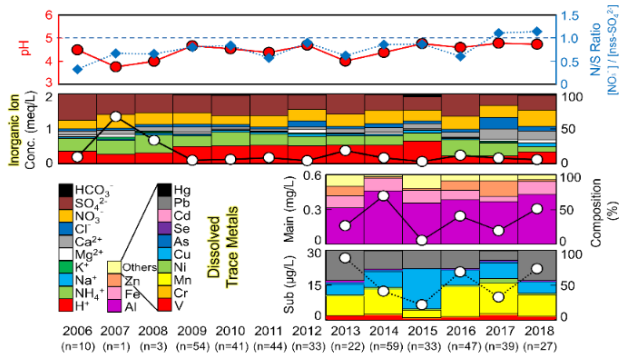 6
5
4
3
pH
1.5
1.0
0.5
0.0
N/S Ratio
[NO₃⁻] / [nss-SO₄²⁻]
2
1
0
Inorganic Ion
Conc. (meq/L)
100
50
0
HCO₃⁻
SO₄²⁻
NO₃⁻
Cl⁻
Ca²⁺
Mg²⁺
K⁺
Na⁺
NH₄⁺
H⁺
Others
Zn
Fe
Al
Hg
Pb
Cd
Se
As
Cu
Ni
Mn
Cr
V
Dissolved
Trace Metals
0.6
0.3
0.0
Main (mg/L)
100
50
0
Composition
(%)
30
15
0
Sub (µg/L)
100
50
0
2006 2007 2008 2009 2010 2011 2012 2013 2014 2015 2016 2017 2018
(n=10) (n=1) (n=3) (n=54) (n=41) (n=44) (n=33) (n=22) (n=59) (n=33) (n=47) (n=39) (n=27)